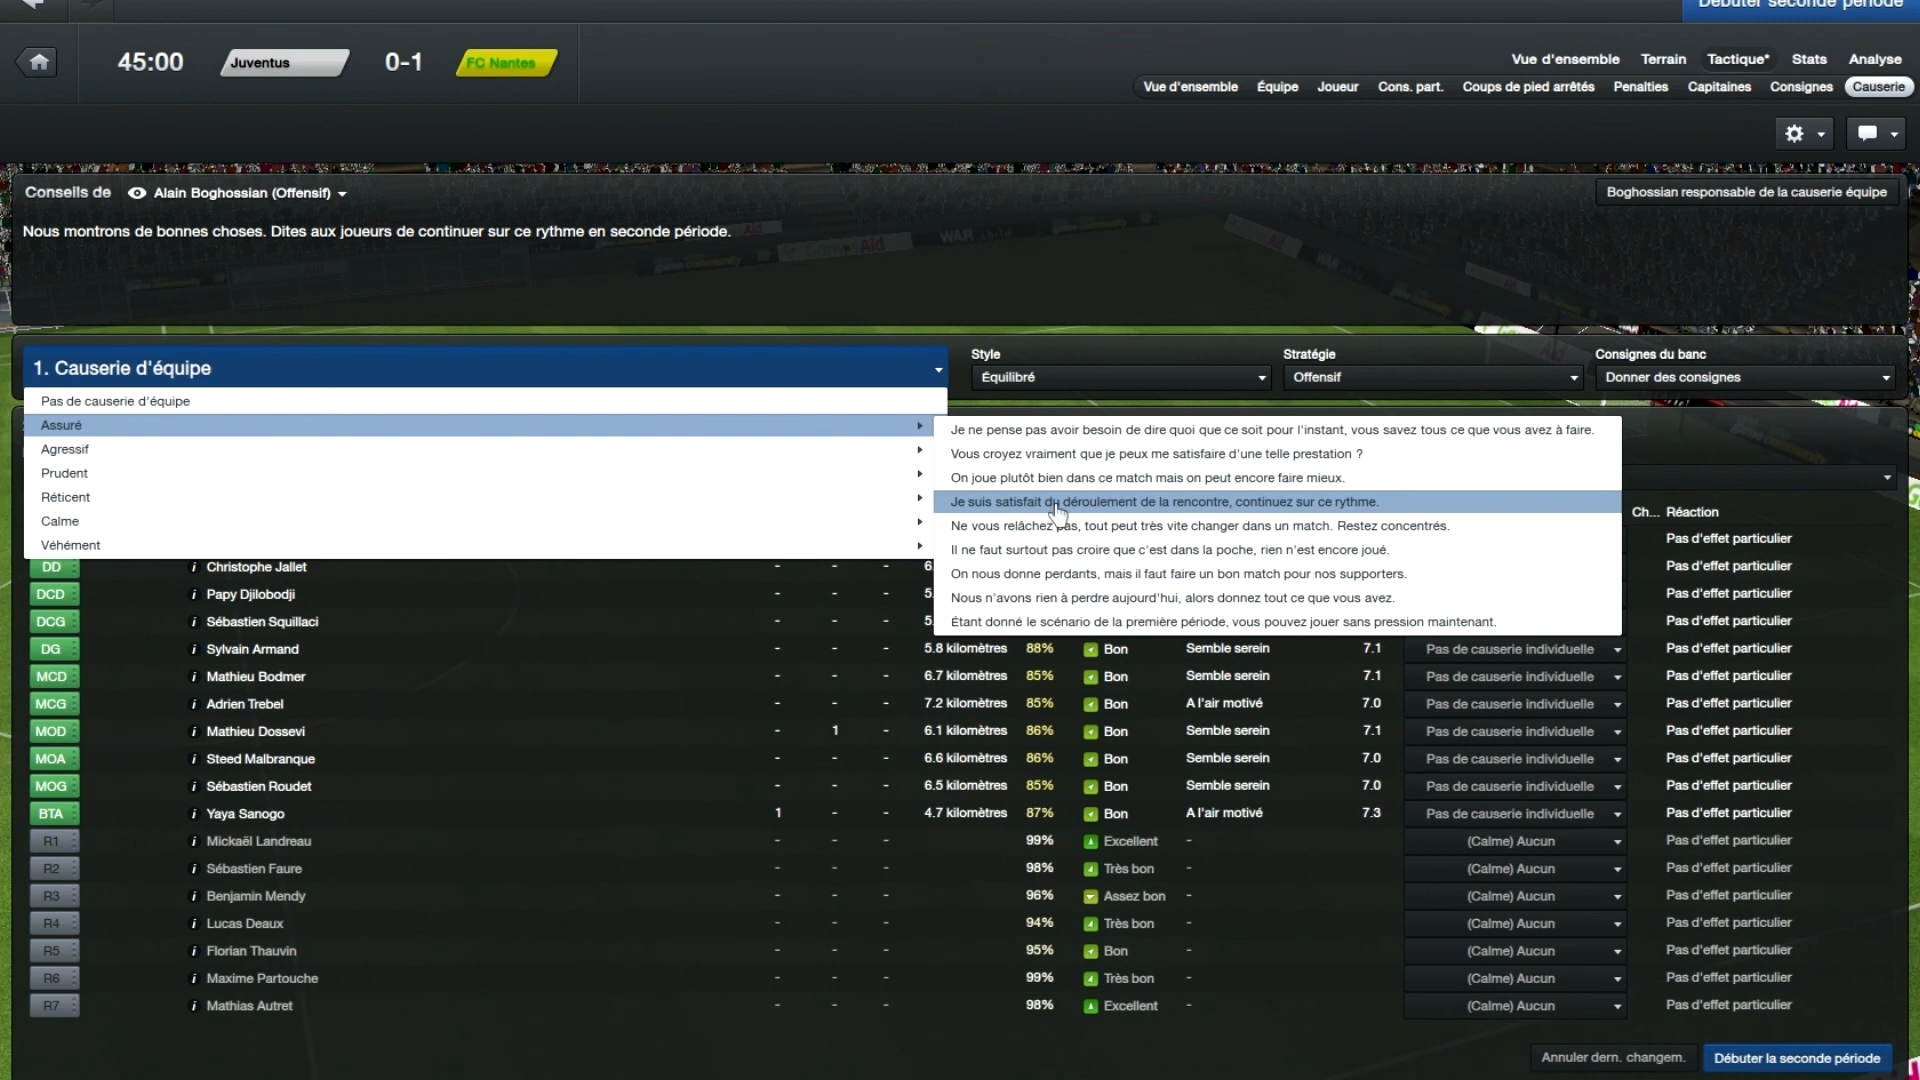 Débuter seconde période
45:00
Juventus
0-1
FC Nantes
Vue d'ensemble Terrain Tactique* Stats Analyse
Vue d'ensemble Équipe Joueur Cons. part. Coups de pied arrêtés Penalties Capitaines Consignes Causerie
Conseils de Alain Boghossian (Offensif)
Boghossian responsable de la causerie équipe
Nous montrons de bonnes choses. Dites aux joueurs de continuer sur ce rythme en seconde période.
1. Causerie d'équipe
Style
Équilibré
Stratégie
Offensif
Consignes du banc
Donner des consignes
Pas de causerie d'équipe
Assuré
Agressif
Prudent
Réticent
Calme
Véhément
Je ne pense pas avoir besoin de dire quoi que ce soit pour l'instant, vous savez tous ce que vous avez à faire.
Vous croyez vraiment que je peux me satisfaire d'une telle prestation ?
On joue plutôt bien dans ce match mais on peut encore faire mieux.
Je suis satisfait du déroulement de la rencontre, continuez sur ce rythme.
Ne vous relâchez pas, tout peut très vite changer dans un match. Restez concentrés.
Il ne faut surtout pas croire que c'est dans la poche, rien n'est encore joué.
On nous donne perdants, mais il faut faire un bon match pour nos supporters.
Nous n'avons rien à perdre aujourd'hui, alors donnez tout ce que vous avez.
Étant donné le scénario de la première période, vous pouvez jouer sans pression maintenant.
Ch... Réaction
Pas d'effet particulier
DD i Christophe Jallet - - - 6. Pas d'effet particulier
DCD i Papy Djilobodji - - - 5. Pas d'effet particulier
DCG i Sébastien Squillaci - - - 5. Pas d'effet particulier
DG i Sylvain Armand - - - 5.8 kilomètres 88% Bon Semble serein 7.1 Pas de causerie individuelle Pas d'effet particulier
MCD i Mathieu Bodmer - - - 6.7 kilomètres 85% Bon Semble serein 7.1 Pas de causerie individuelle Pas d'effet particulier
MCG i Adrien Trebel - - - 7.2 kilomètres 85% Bon A l'air motivé 7.0 Pas de causerie individuelle Pas d'effet particulier
MOD i Mathieu Dossevi - 1 - 6.1 kilomètres 86% Bon Semble serein 7.1 Pas de causerie individuelle Pas d'effet particulier
MOA i Steed Malbranque - - - 6.6 kilomètres 86% Bon Semble serein 7.0 Pas de causerie individuelle Pas d'effet particulier
MOG i Sébastien Roudet - - - 6.5 kilomètres 85% Bon Semble serein 7.0 Pas de causerie individuelle Pas d'effet particulier
BTA i Yaya Sanogo 1 - - 4.7 kilomètres 87% Bon A l'air motivé 7.3 Pas de causerie individuelle Pas d'effet particulier
R1 i Mickaël Landreau - - - 99% Excellent - (Calme) Aucun Pas d'effet particulier
R2 i Sébastien Faure - - - 98% Très bon - (Calme) Aucun Pas d'effet particulier
R3 i Benjamin Mendy - - - 96% Assez bon - (Calme) Aucun Pas d'effet particulier
R4 i Lucas Deaux - - - 94% Très bon - (Calme) Aucun Pas d'effet particulier
R5 i Florian Thauvin - - - 95% Bon - (Calme) Aucun Pas d'effet particulier
R6 i Maxime Partouche - - - 99% Très bon - (Calme) Aucun Pas d'effet particulier
R7 i Mathias Autret - - - 98% Excellent - (Calme) Aucun Pas d'effet particulier
Annuler dern. changem.
Débuter la seconde période